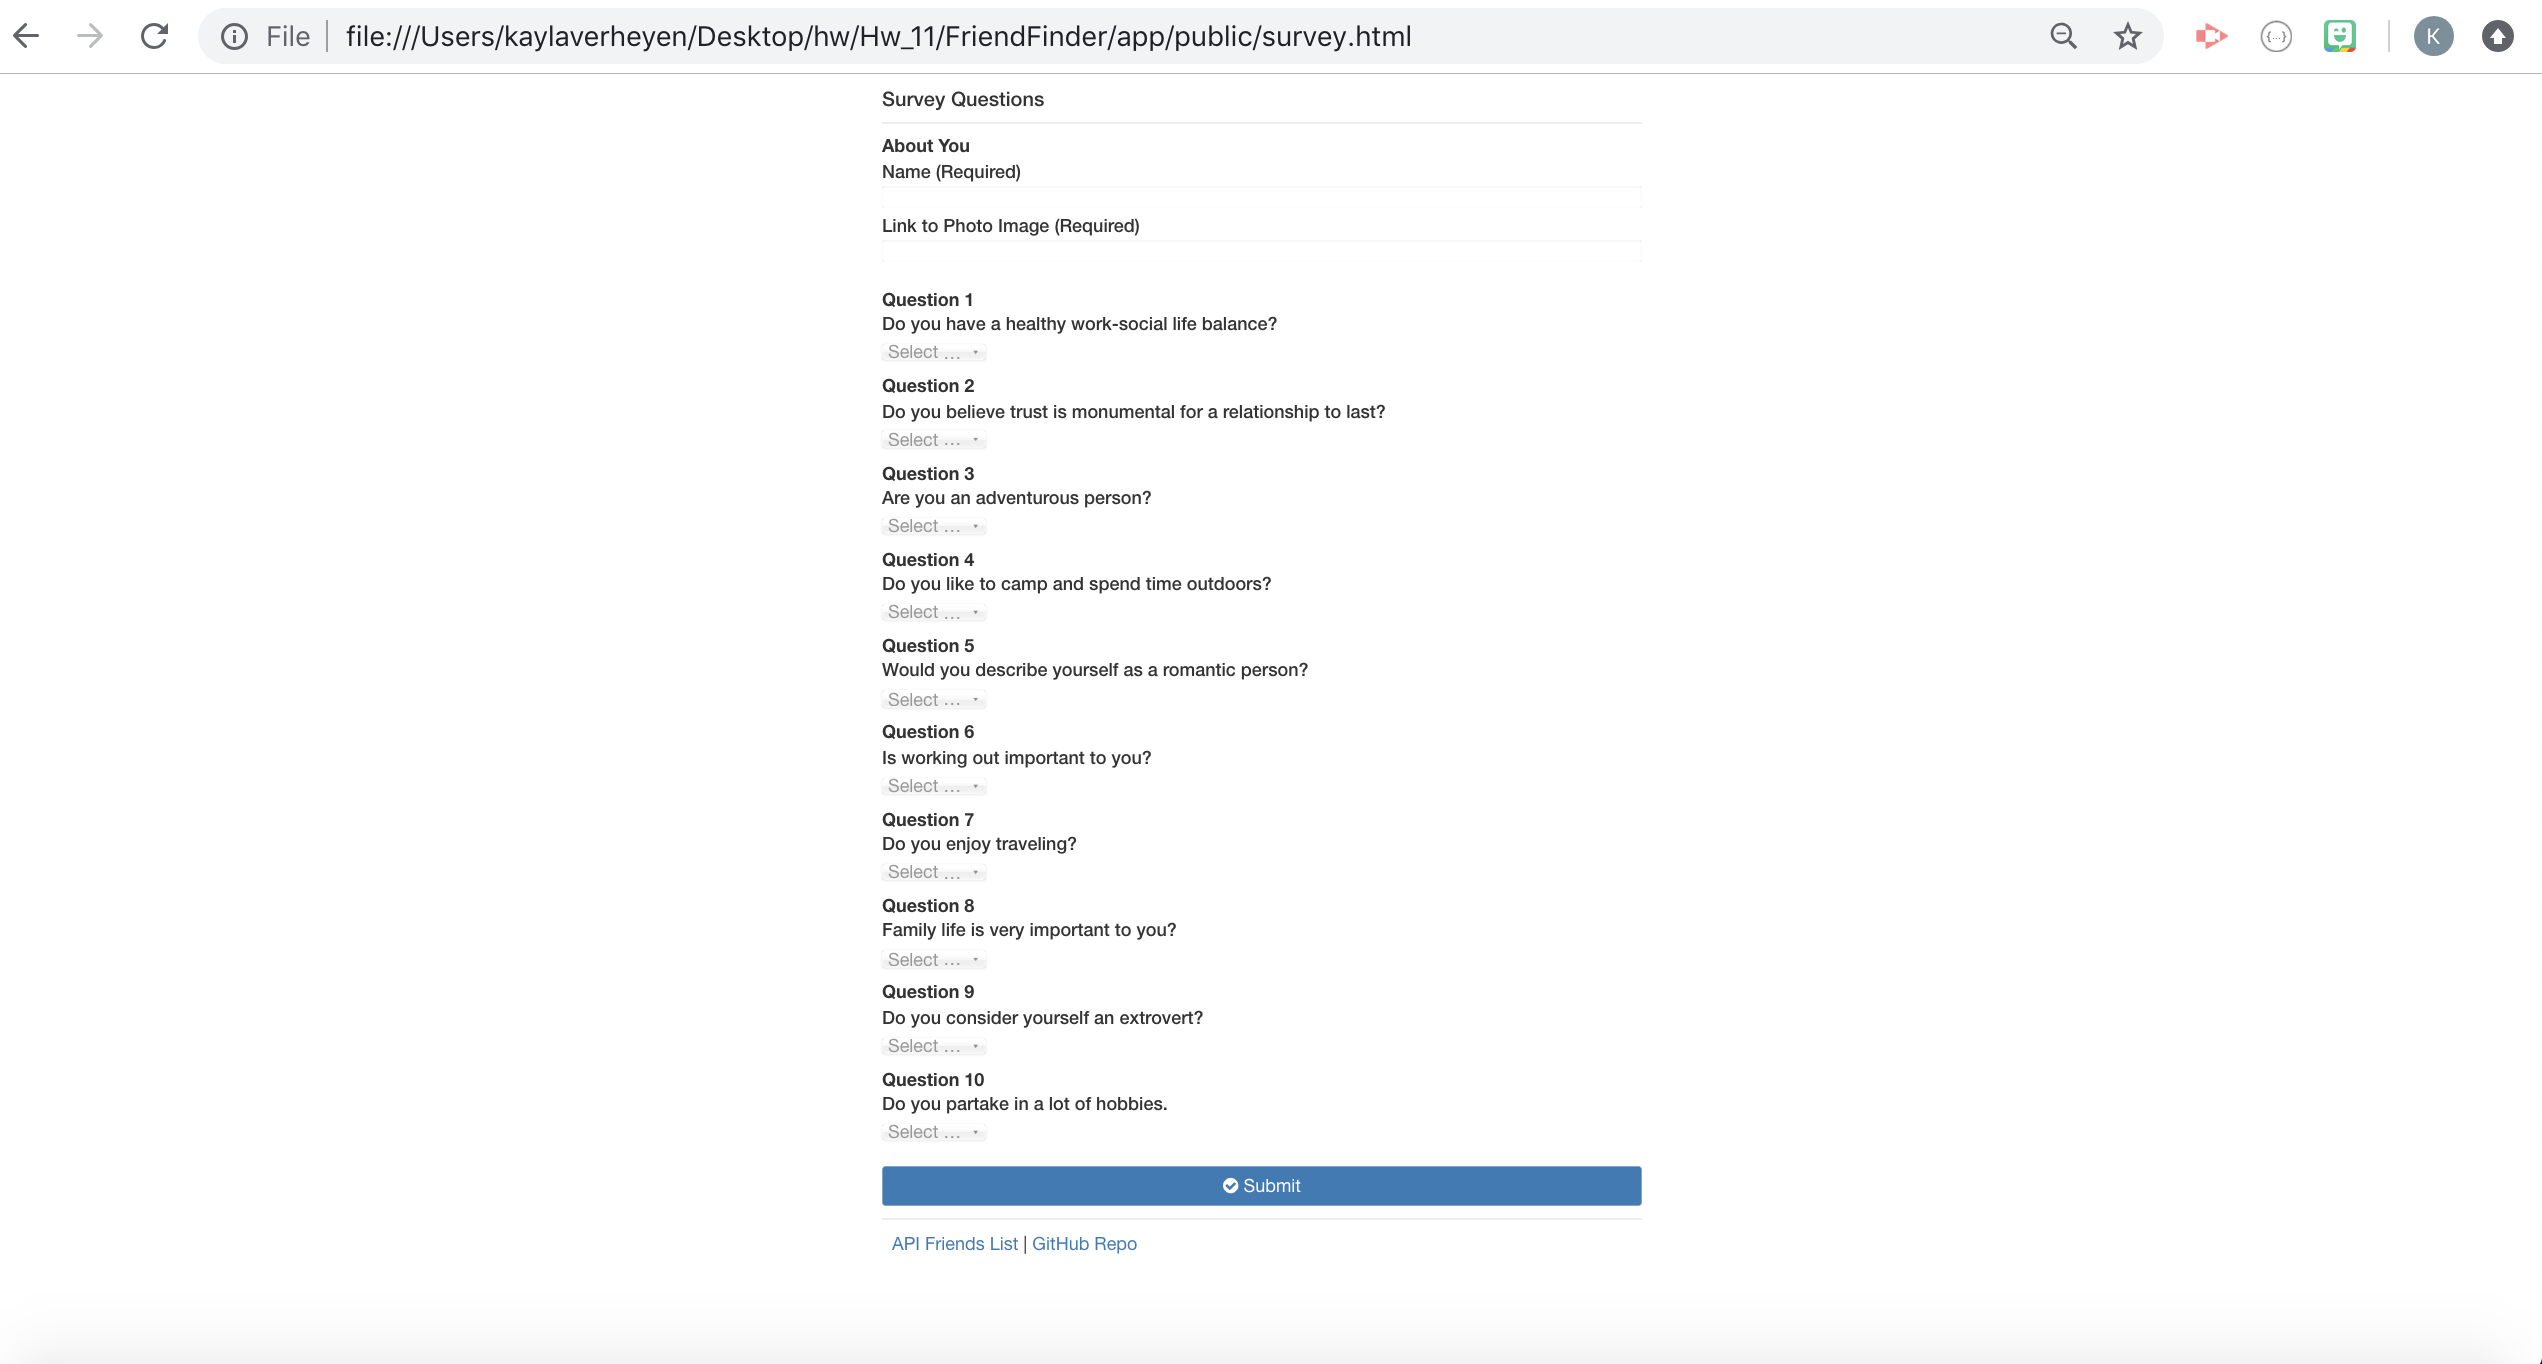 File | file:///Users/kaylaverheyen/Desktop/hw/Hw_11/FriendFinder/app/public/survey.html
{...}
K
Survey Questions
About You
Name (Required)
Link to Photo Image (Required)
Question 1
Do you have a healthy work-social life balance?
Select ...
Question 2
Do you believe trust is monumental for a relationship to last?
Select ...
Question 3
Are you an adventurous person?
Select ...
Question 4
Do you like to camp and spend time outdoors?
Select ...
Question 5
Would you describe yourself as a romantic person?
Select ...
Question 6
Is working out important to you?
Select ...
Question 7
Do you enjoy traveling?
Select ...
Question 8
Family life is very important to you?
Select ...
Question 9
Do you consider yourself an extrovert?
Select ...
Question 10
Do you partake in a lot of hobbies.
Select ...
Submit
API Friends List | GitHub Repo